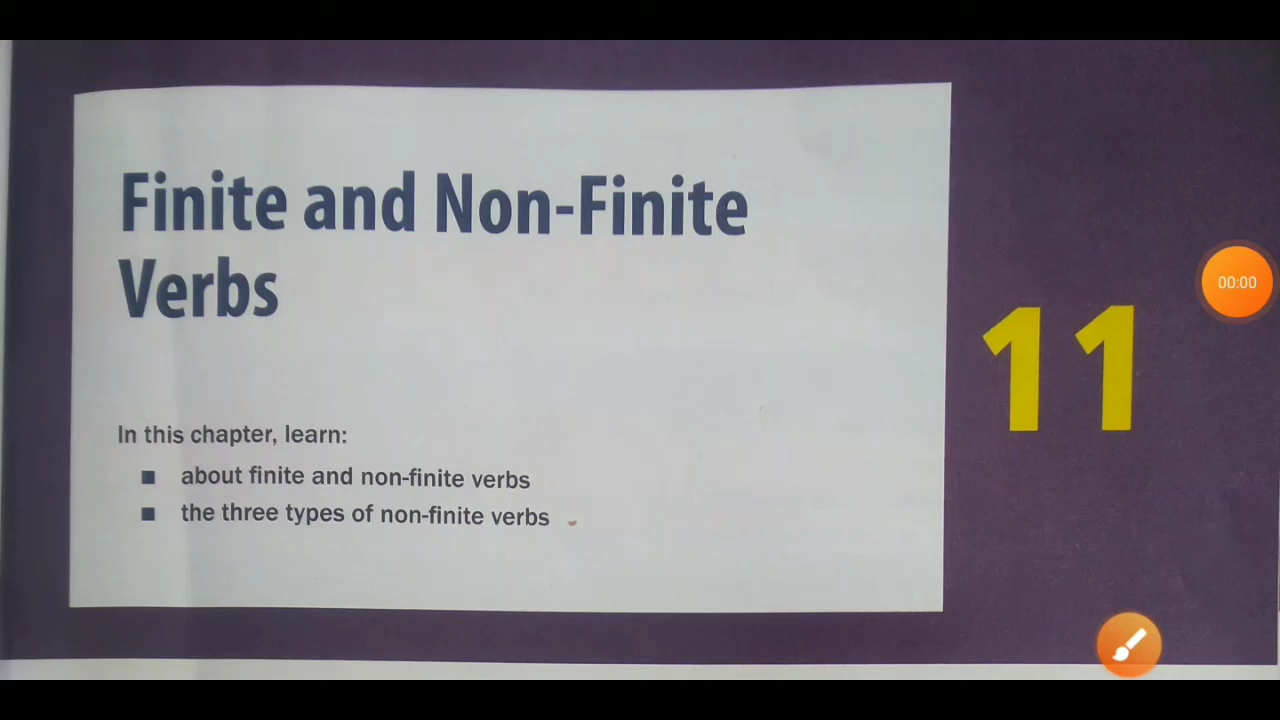 Finite and Non-Finite
Verbs
11
00:00
In this chapter, learn:
■ about finite and non-finite verbs
■ the three types of non-finite verbs